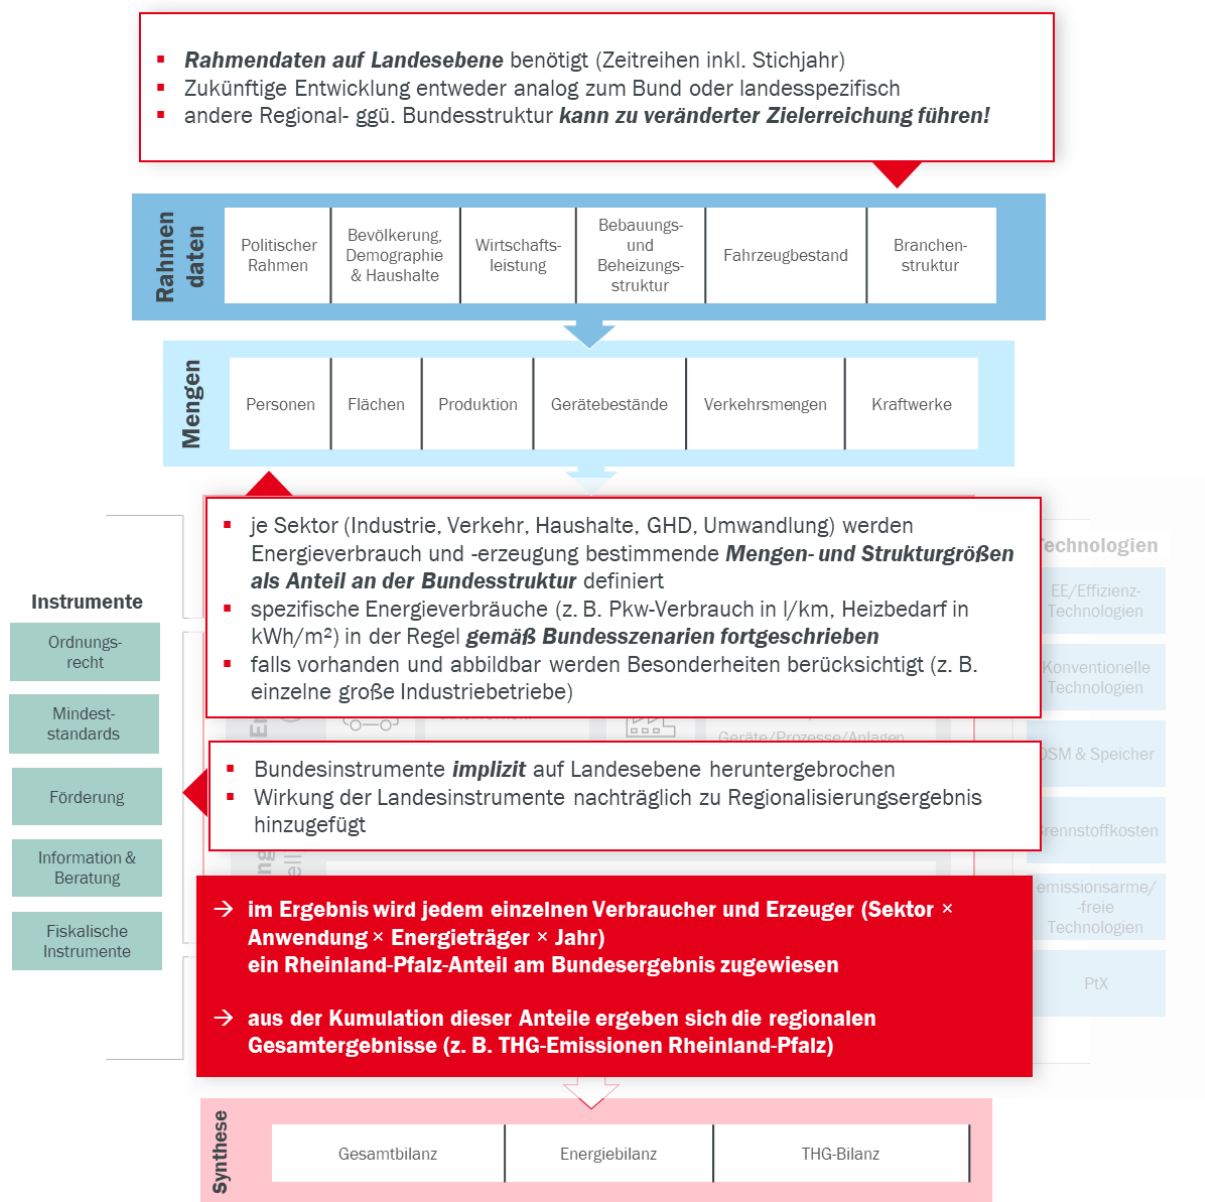 Rahmendaten auf Landesebene benötigt (Zeitreihen inkl. Stichjahr)
Zukünftige Entwicklung entweder analog zum Bund oder landesspezifisch
andere Regional- ggü. Bundesstruktur kann zu veränderter Zielerreichung führen!
Rahmen
daten
Politischer
Rahmen
Bevölkerung,
Demographie
& Haushalte
Wirtschafts-
leistung
Bebauungs-
und
Beheizungs-
struktur
Fahrzeugbestand
Branchen-
struktur
Mengen
Personen
Flächen
Produktion
Gerätebestände
Verkehrsmengen
Kraftwerke
je Sektor (Industrie, Verkehr, Haushalte, GHD, Umwandlung) werden
Energieverbrauch und -erzeugung bestimmende Mengen- und Strukturgrößen
als Anteil an der Bundesstruktur definiert
spezifische Energieverbräuche (z. B. Pkw-Verbrauch in l/km, Heizbedarf in
kWh/m²) in der Regel gemäß Bundesszenarien fortgeschrieben
falls vorhanden und abbildbar werden Besonderheiten berücksichtigt (z. B.
einzelne große Industriebetriebe)
Geräte/Prozesse/Anlagen
Instrumente
Ordnungs-
recht
Mindest-
standards
Förderung
Information &
Beratung
Fiskalische
Instrumente
Bundesinstrumente implizit auf Landesebene heruntergebrochen
Wirkung der Landesinstrumente nachträglich zu Regionalisierungsergebnis
hinzugefügt
→ im Ergebnis wird jedem einzelnen Verbraucher und Erzeuger (Sektor ×
Anwendung × Energieträger × Jahr)
ein Rheinland-Pfalz-Anteil am Bundesergebnis zugewiesen
→ aus der Kumulation dieser Anteile ergeben sich die regionalen
Gesamtergebnisse (z. B. THG-Emissionen Rheinland-Pfalz)
echnologien
EE/Effizienz-
Technologien
Konventionelle
Technologien
DSM & Speicher
Brennstoffkosten
emissionsarme/
-freie
Technologien
PtX
Synthese
Gesamtbilanz
Energiebilanz
THG-Bilanz